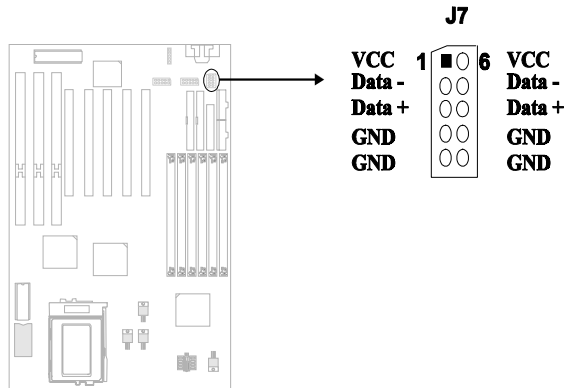 J7
VCC 1 6 VCC
Data - Data -
Data + Data +
GND GND
GND GND